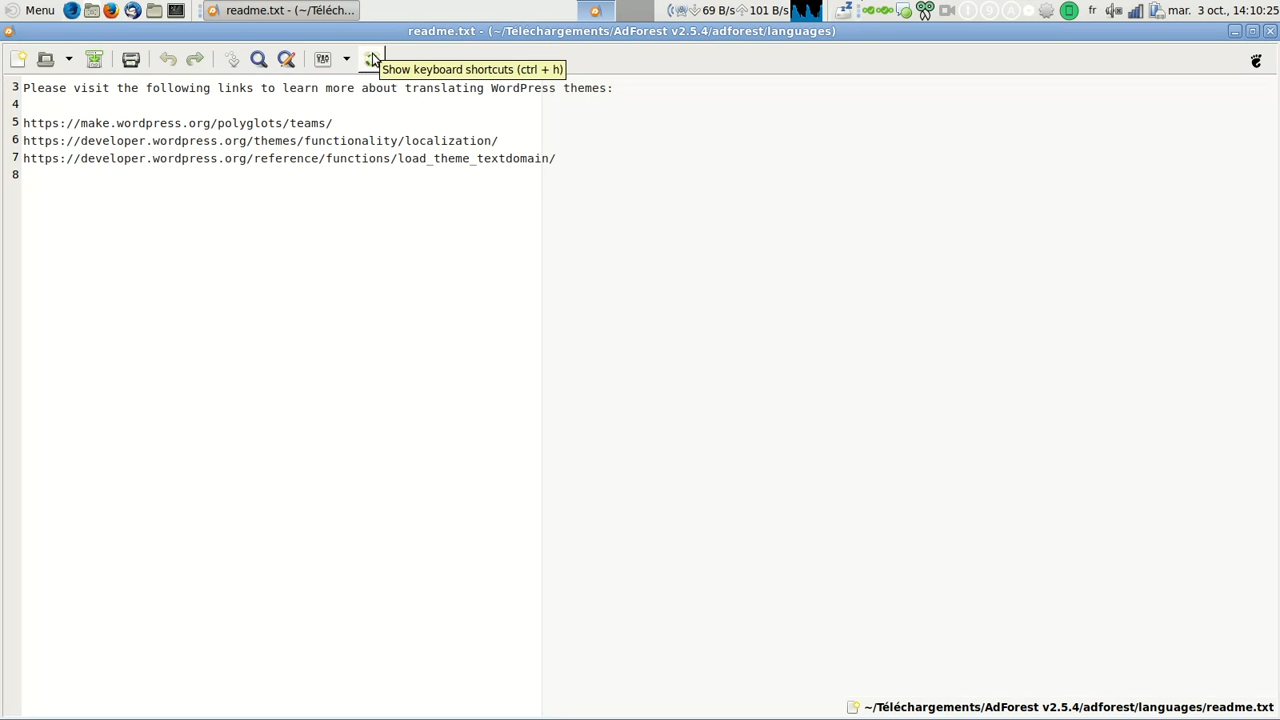 Menu
readme.txt - (~/Téléch...
69 B/s
101 B/s
fr
mar. 3 oct., 14:10:25
readme.txt - (~/Telechargements/AdForest v2.5.4/adforest/languages)
VAR
Show keyboard shortcuts (ctrl + h)
3 Please visit the following links to learn more about translating WordPress themes:
4
5 https://make.wordpress.org/polyglots/teams/
6 https://developer.wordpress.org/themes/functionality/localization/
7 https://developer.wordpress.org/reference/functions/load_theme_textdomain/
8
~/Téléchargements/AdForest v2.5.4/adforest/languages/readme.txt